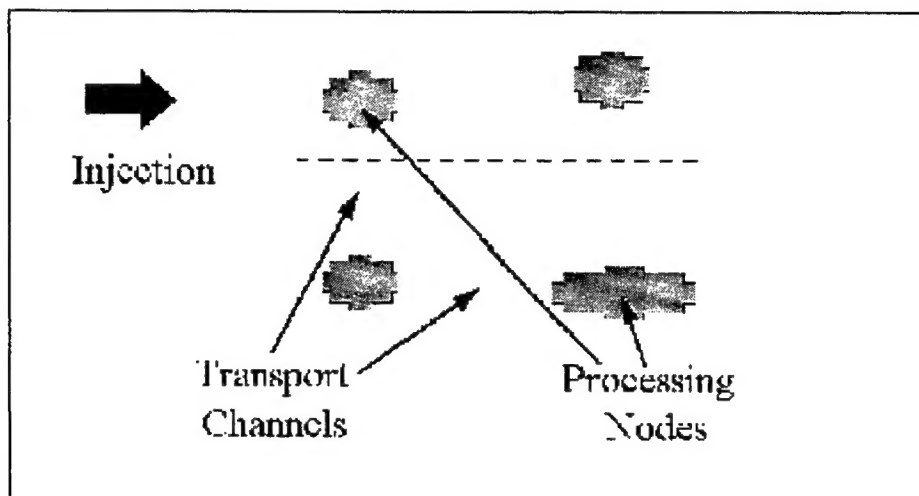 Injection
Transport
Channels
Processing
Nodes